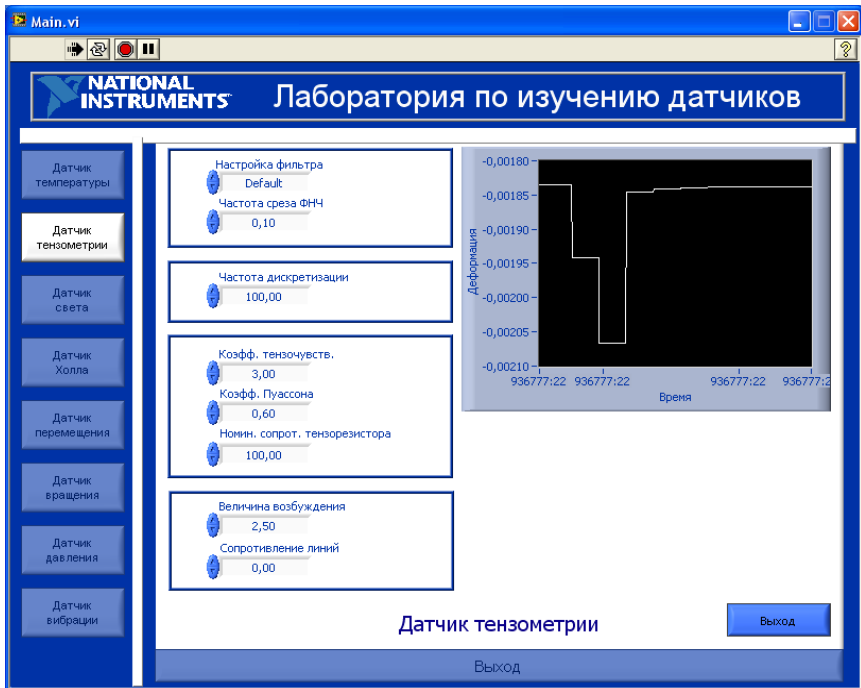 Main.vi
NATIONAL
INSTRUMENTS
Лаборатория по изучению датчиков
Датчик
температуры
Датчик
тензометрии
Датчик
света
Датчик
Холла
Датчик
перемещения
Датчик
вращения
Датчик
давления
Датчик
вибрации
Настройка фильтра
Default
Частота среза ФНЧ
0,10
Частота дискретизации
100,00
Коэфф. тензочувств.
3,00
Коэфф. Пуассона
0,60
Номин. сопрот. тензорезистора
100,00
Величина возбуждения
2,50
Сопротивление линий
0,00
Деформация
-0,00180
-0,00185
-0,00190
-0,00195
-0,00200
-0,00205
-0,00210
936777:22 936777:22 936777:22 936777:2
Время
Датчик тензометрии
Выход
Выход